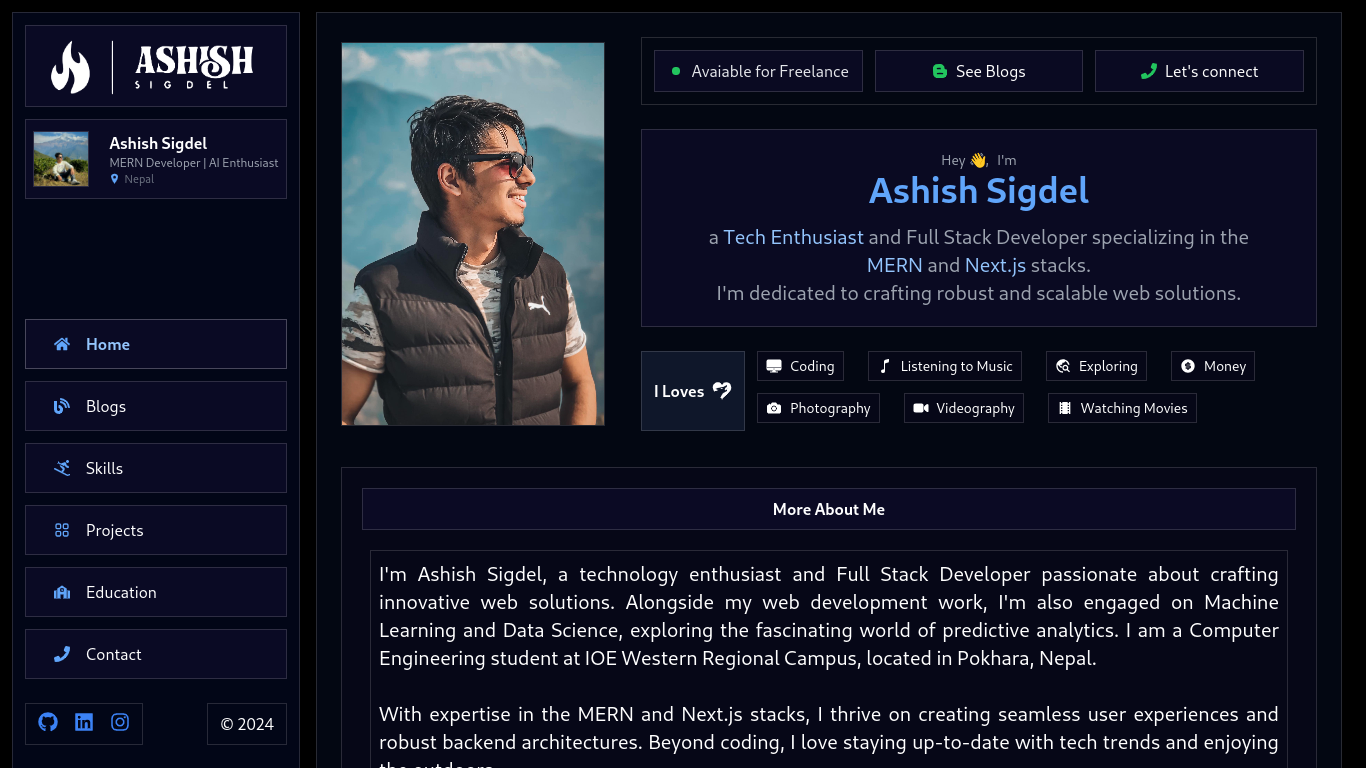 ASHISH
SIGDEL
Ashish Sigdel
MERN Developer | AI Enthusiast
Nepal
Home
Blogs
Skills
Projects
Education
Contact
© 2024
Avaiable for Freelance
See Blogs
Let's connect
Hey 👋, I'm
Ashish Sigdel
a Tech Enthusiast and Full Stack Developer specializing in the
MERN and Next.js stacks.
I'm dedicated to crafting robust and scalable web solutions.
I Loves
Coding
Listening to Music
Exploring
Money
Photography
Videography
Watching Movies
More About Me
I'm Ashish Sigdel, a technology enthusiast and Full Stack Developer passionate about crafting
innovative web solutions. Alongside my web development work, I'm also engaged on Machine
Learning and Data Science, exploring the fascinating world of predictive analytics. I am a Computer
Engineering student at IOE Western Regional Campus, located in Pokhara, Nepal.
With expertise in the MERN and Next.js stacks, I thrive on creating seamless user experiences and
robust backend architectures. Beyond coding, I love staying up-to-date with tech trends and enjoying